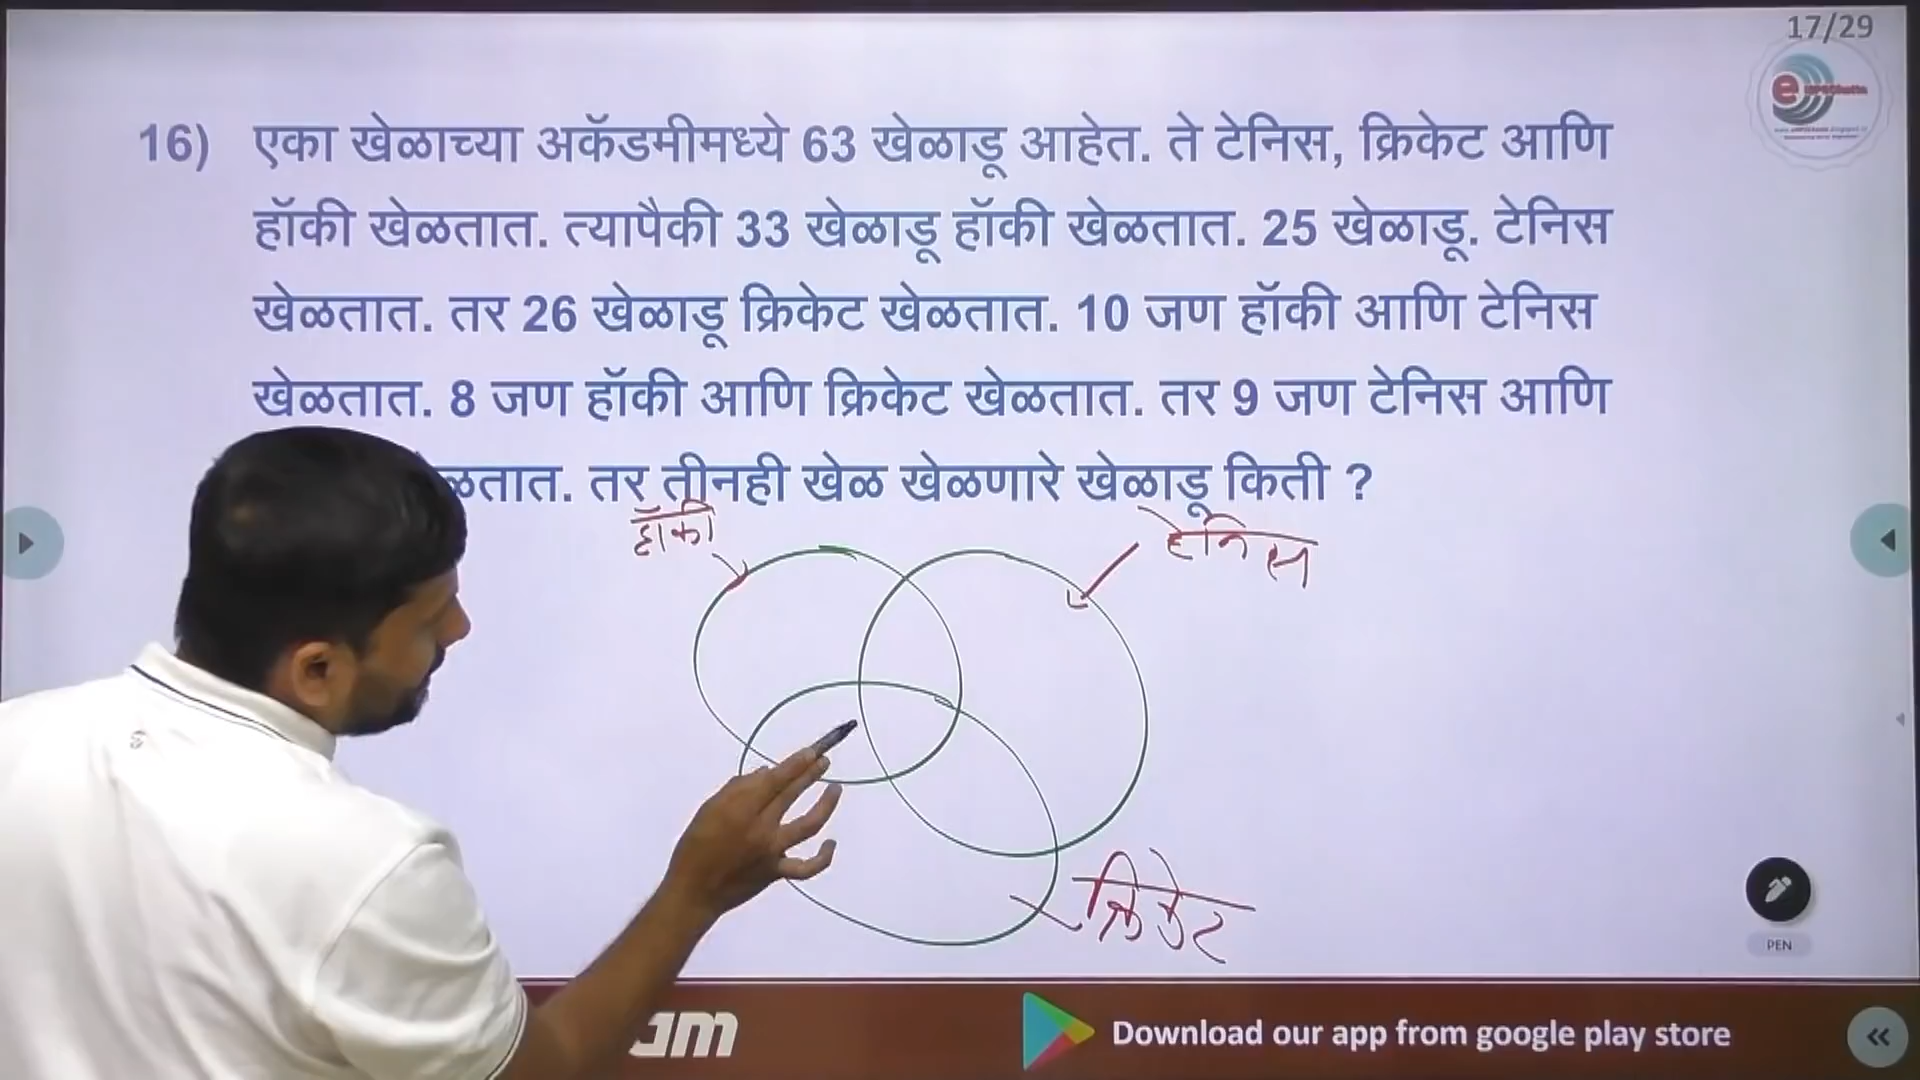 17/29
16) एका खेळाच्या अकॅडमीमध्ये 63 खेळाडू आहेत. ते टेनिस, क्रिकेट आणि
हॉकी खेळतात. त्यापैकी 33 खेळाडू हॉकी खेळतात. 25 खेळाडू. टेनिस
खेळतात. तर 26 खेळाडू क्रिकेट खेळतात. 10 जण हॉकी आणि टेनिस
खेळतात. 8 जण हॉकी आणि क्रिकेट खेळतात. तर 9 जण टेनिस आणि
ळतात. तर तीनही खेळ खेळणारे खेळाडू किती ?
हॉकी
टेनिस
क्रिकेट
PEN
am
Download our app from google play store